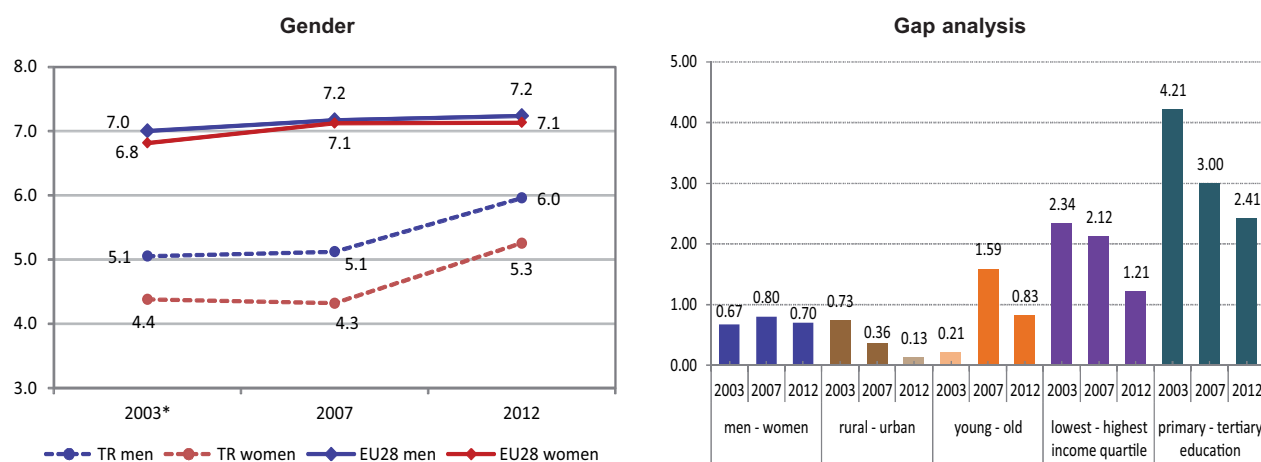 Gender
8.0
7.0
6.0
5.0
4.0
3.0
7.0
7.2
7.2
6.8
7.1
7.1
5.1
5.1
6.0
4.4
4.3
5.3
2003* 2007 2012
TR men TR women EU28 men EU28 women
Gap analysis
5.00
4.00
3.00
2.00
1.00
0.00
0.67 0.80 0.70 0.73 0.36 0.13 0.21 1.59 0.83 2.34 2.12 1.21 4.21 3.00 2.41
2003 2007 2012 2003 2007 2012 2003 2007 2012 2003 2007 2012 2003 2007 2012
men - women
rural - urban
young - old
lowest - highest
income quartile
primary - tertiary
education